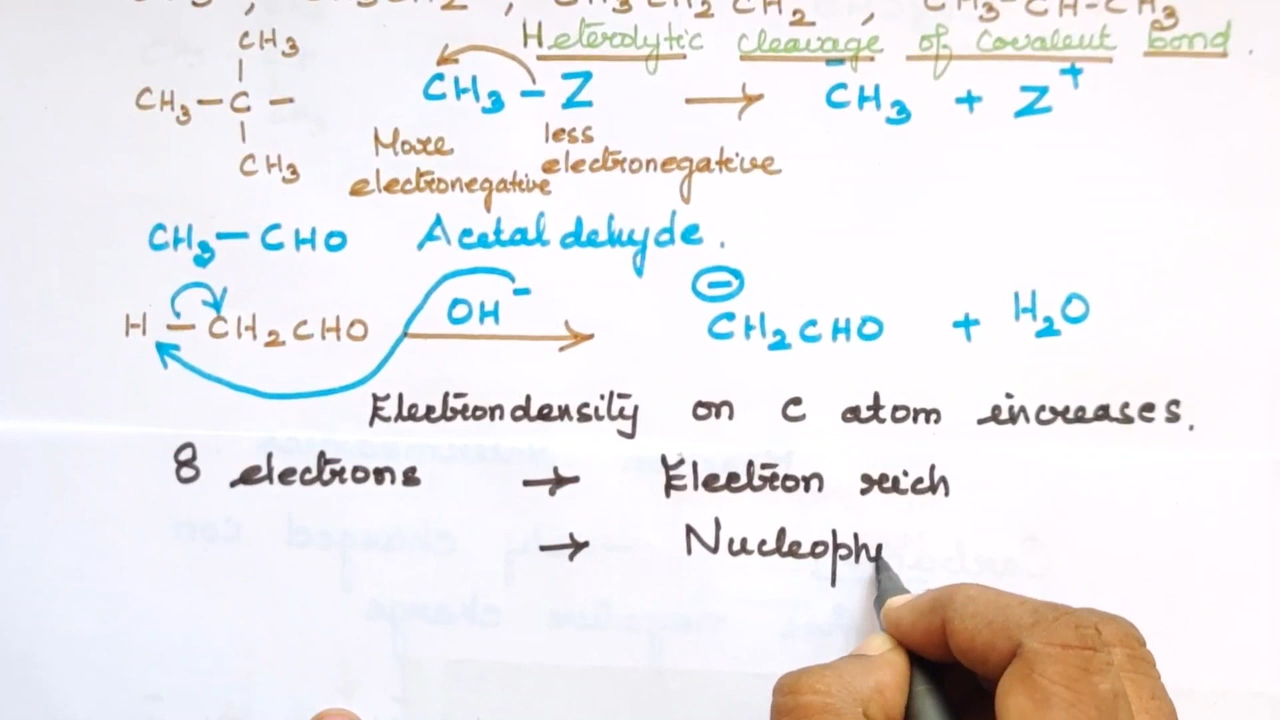 Heterolytic cleavage of covalent bond.
CH3
CH3 – C –
CH3
CH3 – Z → C̄H3 + Z+
More electronegative
less electronegative
CH3 – CHO Acetaldehyde.
H – CH2CHO OH− → ⊖CH2CHO + H2O
Electrondensity on C atom increases.
8 electrons → Electron rich
→ Nucleoph